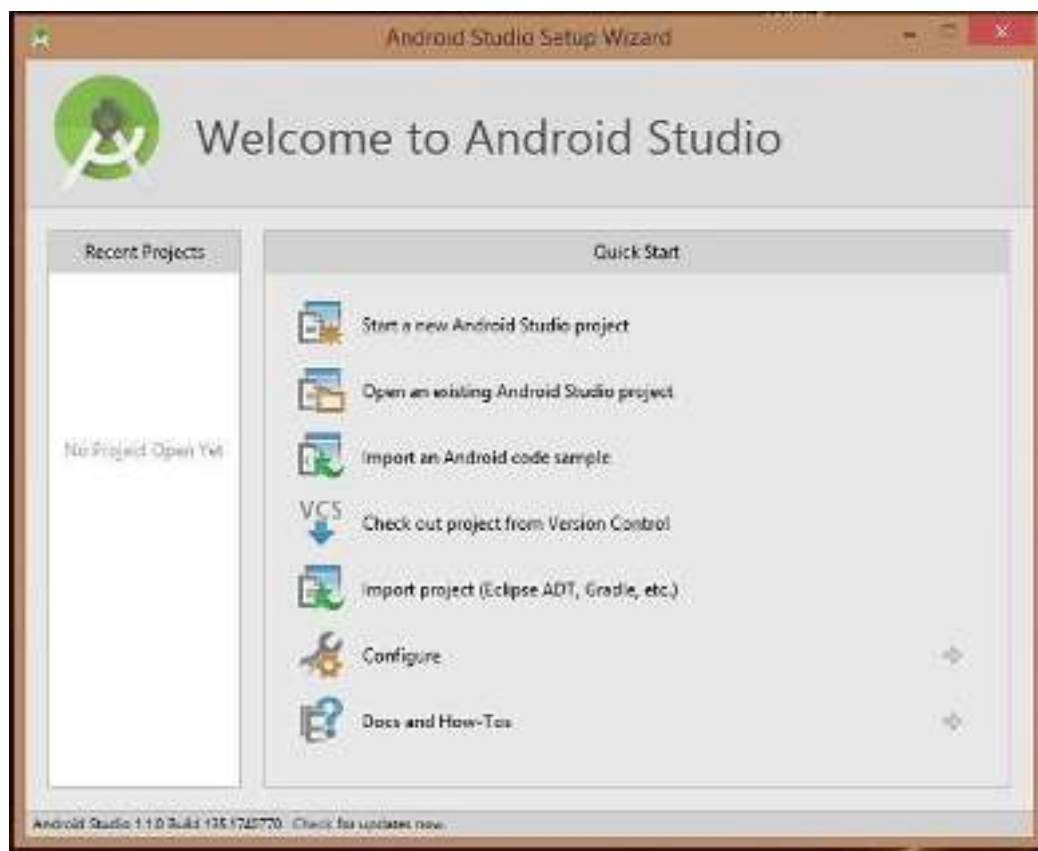 Android Studio Setup Wizard
Welcome to Android Studio
Recent Projects
No Project Open Yet
Quick Start
Start a new Android Studio project
Open an existing Android Studio project
Import an Android code sample
VCS
Check out project from Version Control
Import project (Eclipse ADT, Gradle, etc.)
Configure
Docs and How-Tos
Android Studio 1.1.0 Build 135.1740770. Check for updates now.